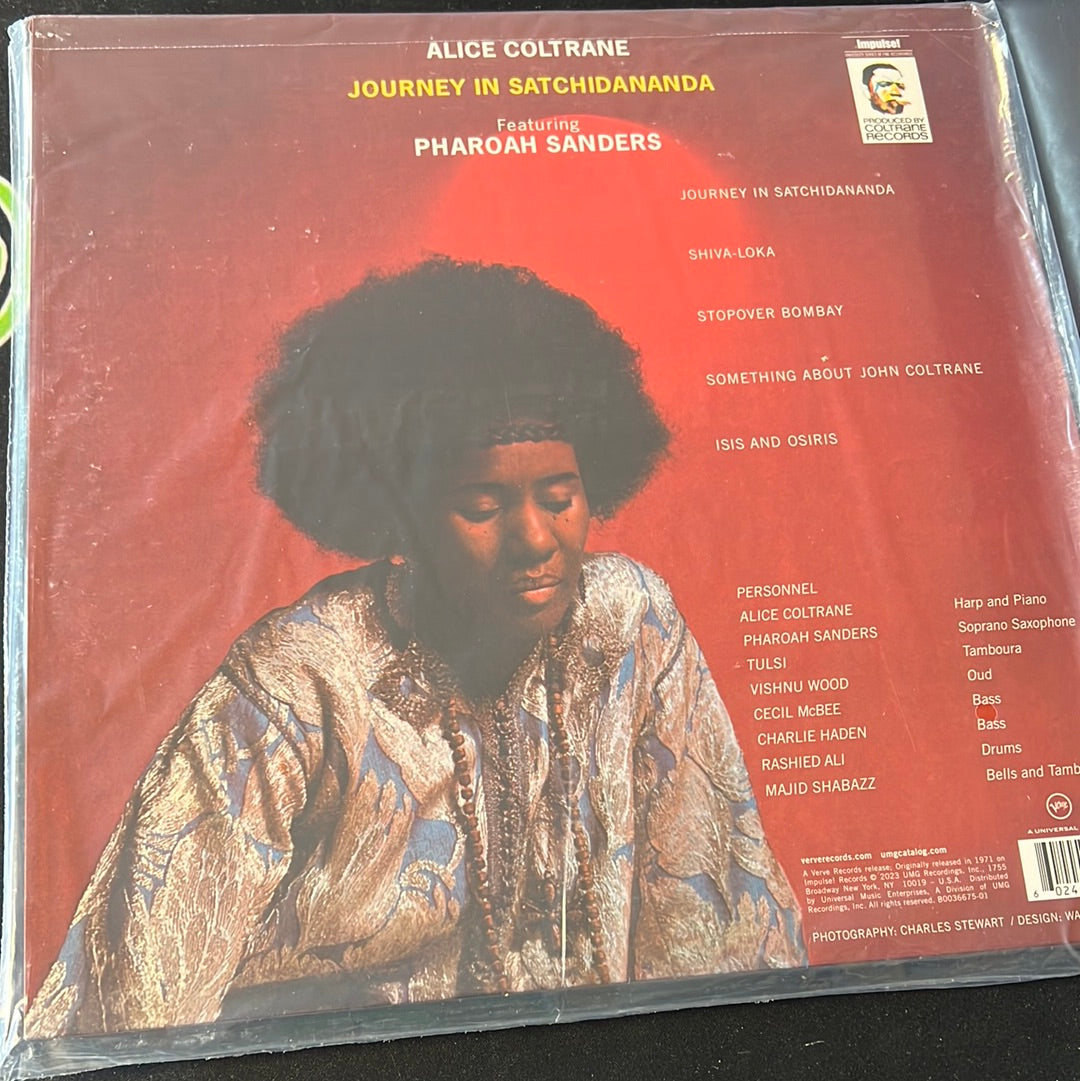 ALICE COLTRANE
JOURNEY IN SATCHIDANANDA
Featuring
PHAROAH SANDERS
impulse!
PRODUCED BY
COLTRANE
RECORDS
JOURNEY IN SATCHIDANANDA
SHIVA-LOKA
STOPOVER BOMBAY
SOMETHING ABOUT JOHN COLTRANE
ISIS AND OSIRIS
PERSONNEL
ALICE COLTRANE Harp and Piano
PHAROAH SANDERS Soprano Saxophone
TULSI Tamboura
VISHNU WOOD Oud
CECIL McBEE Bass
CHARLIE HADEN Bass
RASHIED ALI Drums
MAJID SHABAZZ Bells and Tamb
Verve
A UNIVERSAL
ververecords.com umgcatalog.com
A Verve Records release; Originally released in 1971 on
Impulse! Records © 2023 UMG Recordings, Inc., 1755
Broadway New York, NY 10019 – U.S.A. Distributed
by Universal Music Enterprises, A Division of UMG
Recordings, Inc. All rights reserved. B0036675-01
6 024
PHOTOGRAPHY: CHARLES STEWART / DESIGN: WA